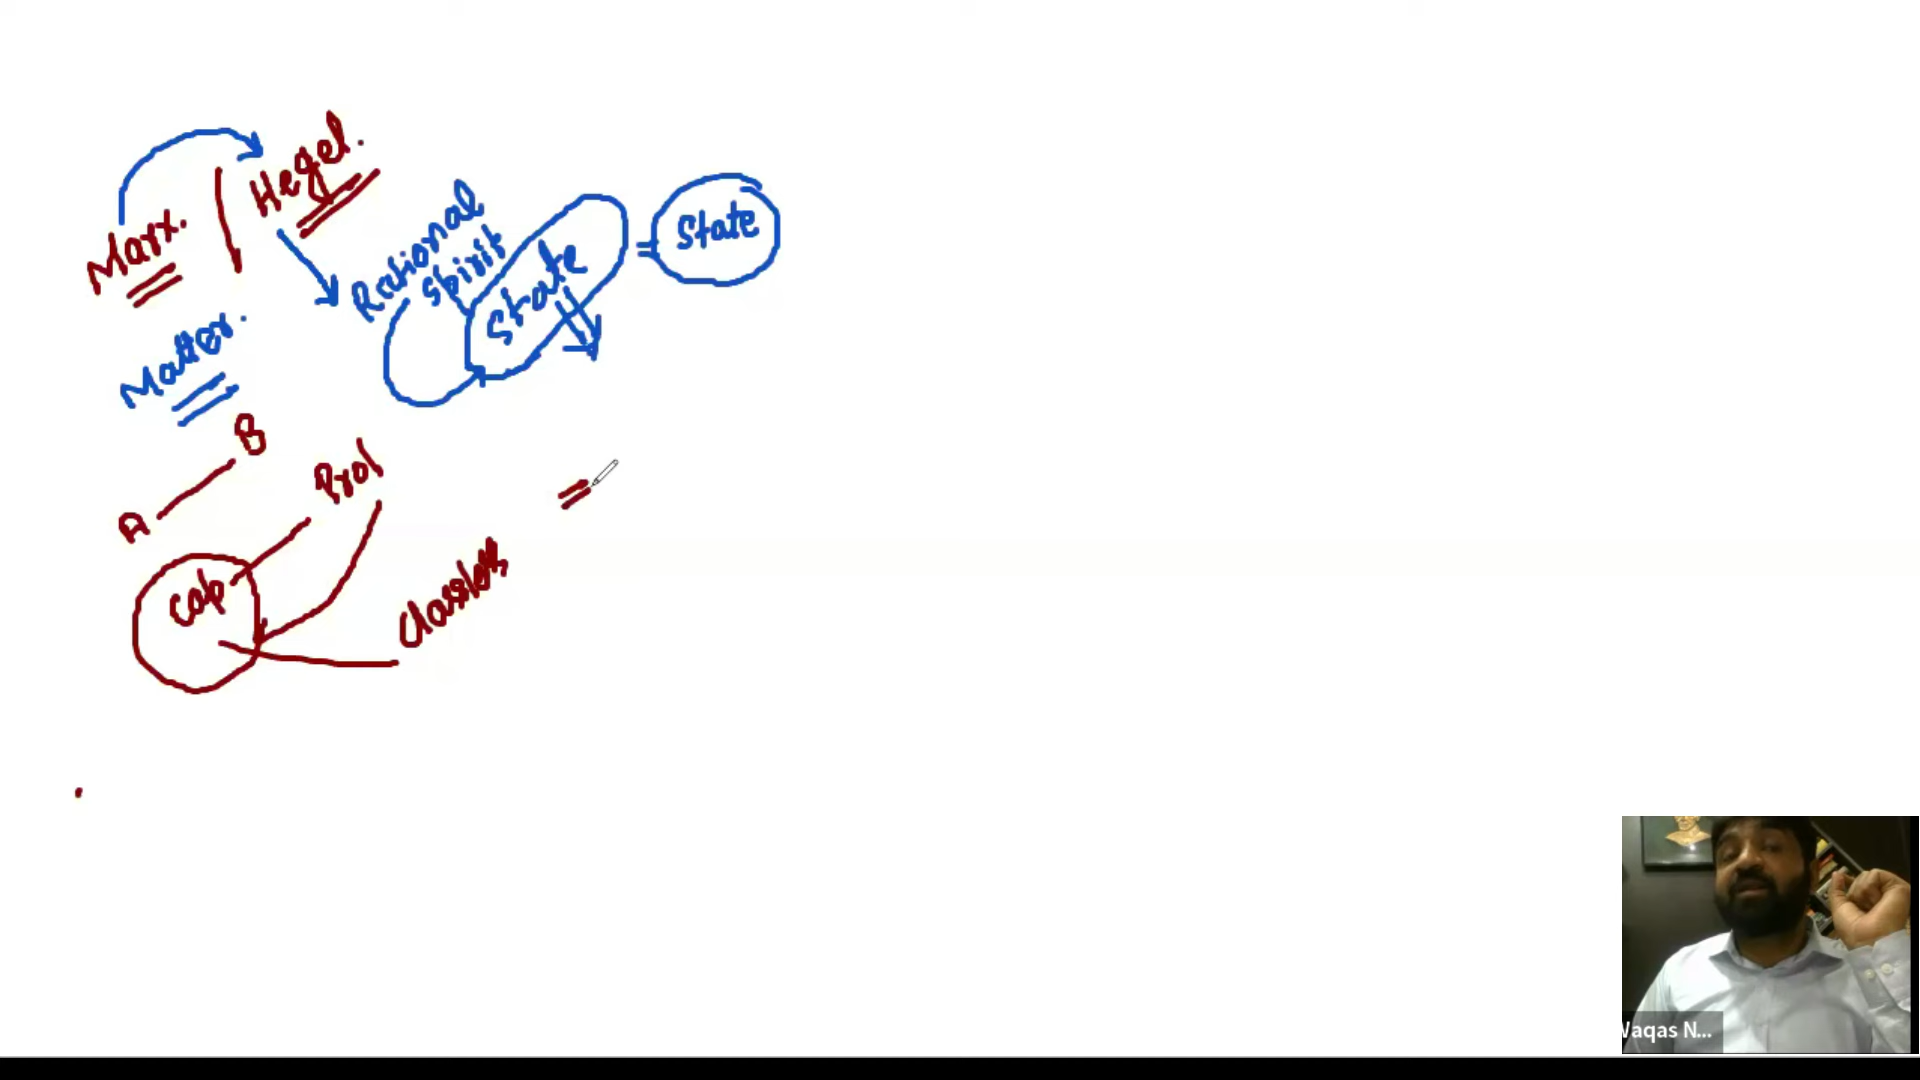 Hegel.
Marx.
Rational
spirit
State
= State
Matter.
B
A
Prol
Cap
Classless
=
Waqas N...